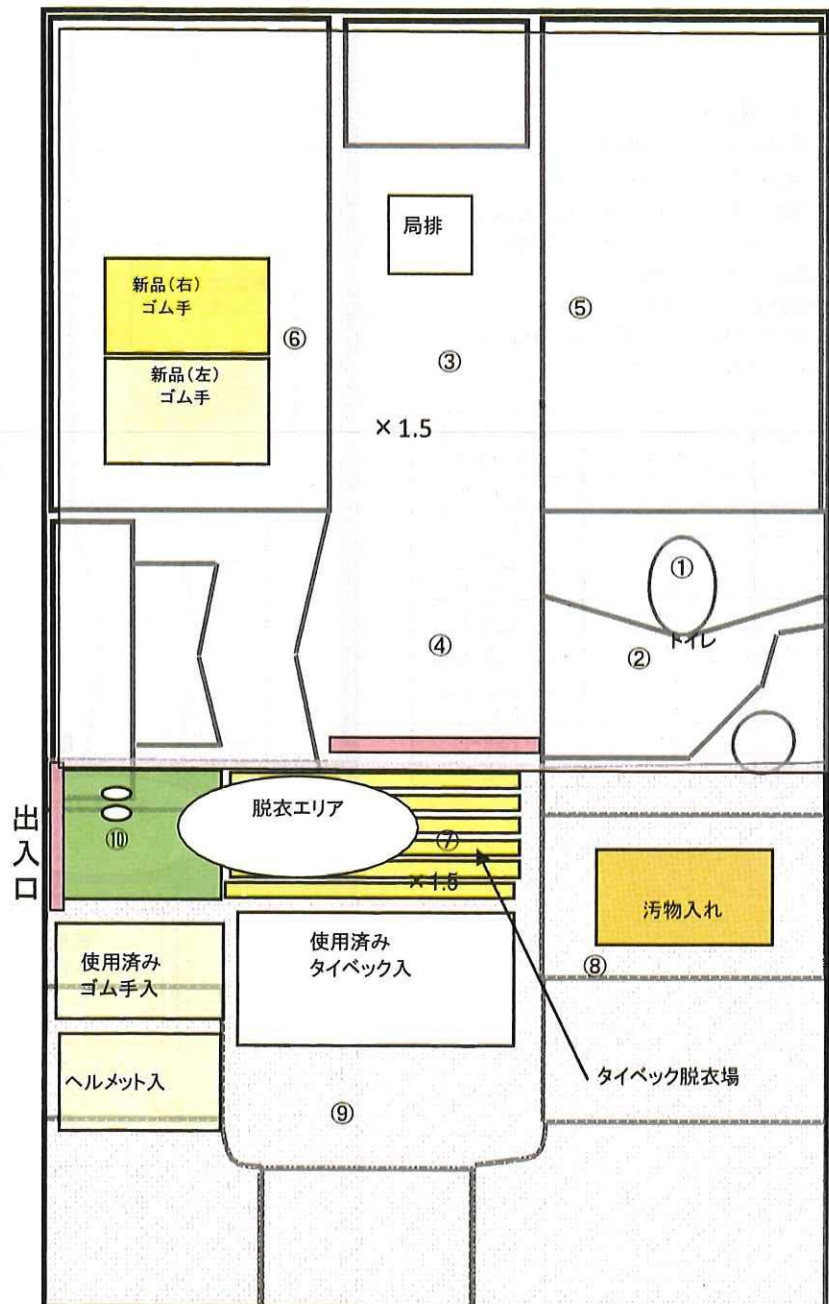 局排
新品(右)
ゴム手
⑥
⑤
③
新品(左)
ゴム手
×1.5
①
トイレ
②
④
出入口
脱衣エリア
⑩
⑦
×1.5
汚物入れ
使用済み
タイベック入
使用済み
ゴム手入
⑧
ヘルメット入
タイベック脱衣場
⑨